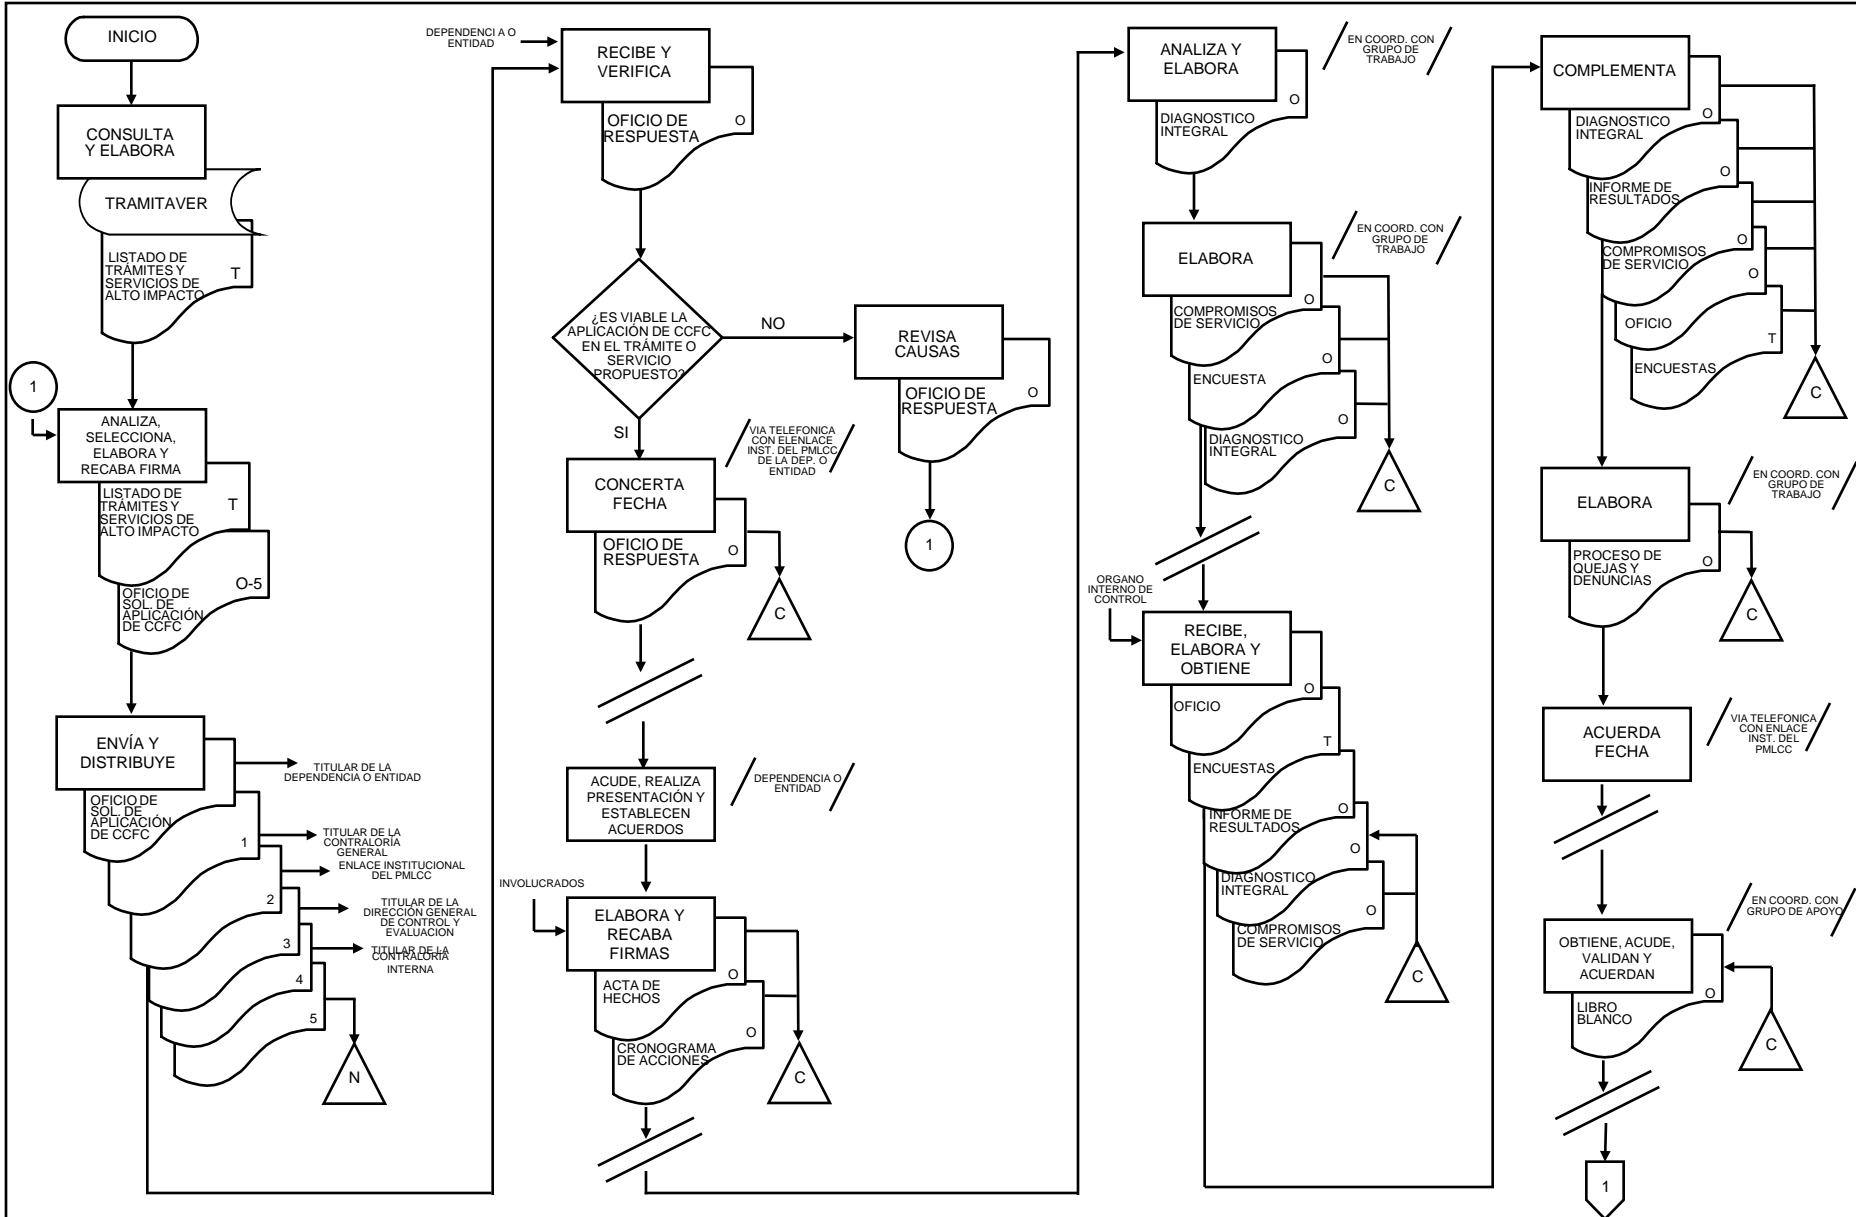 INICIO
CONSULTA
Y ELABORA
TRAMITAVER
LISTADO DE
TRÁMITES Y
SERVICIOS DE
ALTO IMPACTO
T
1
ANALIZA,
SELECCIONA,
ELABORA Y
RECABA FIRMA
LISTADO DE
TRÁMITES Y
SERVICIOS DE
ALTO IMPACTO
T
OFICIO DE
SOL. DE
APLICACIÓN
DE CCFC
O-5
ENVÍA Y
DISTRIBUYE
OFICIO DE
SOL. DE
APLICACIÓN
DE CCFC
TITULAR DE LA
DEPENDENCIA O ENTIDAD
1
TITULAR DE LA
CONTRALORÍA
GENERAL
2
ENLACE INSTITUCIONAL
DEL PMLCC
3
TITULAR DE LA
DIRECCIÓN GENERAL
DE CONTROL Y
EVALUACION
4
TITULAR DE LA
CONTRALORÍA
INTERNA
5
N
DEPENDENCI A O
ENTIDAD
RECIBE Y
VERIFICA
OFICIO DE
RESPUESTA
O
¿ES VIABLE LA
APLICACIÓN DE CCFC
EN EL TRÁMITE O
SERVICIO
PROPUESTO?
NO
REVISA
CAUSAS
OFICIO DE
RESPUESTA
O
1
SI
VIA TELEFONICA
CON ELENLACE
INST. DEL PMLCC
DE LA DEP. O
ENTIDAD
CONCERTA
FECHA
OFICIO DE
RESPUESTA
O
C
ACUDE, REALIZA
PRESENTACIÓN Y
ESTABLECEN
ACUERDOS
DEPENDENCIA O
ENTIDAD
INVOLUCRADOS
ELABORA Y
RECABA
FIRMAS
ACTA DE
HECHOS
O
CRONOGRAMA
DE ACCIONES
O
C
ANALIZA Y
ELABORA
EN COORD. CON
GRUPO DE
TRABAJO
DIAGNOSTICO
INTEGRAL
O
ELABORA
EN COORD. CON
GRUPO DE
TRABAJO
COMPROMISOS
DE SERVICIO
O
ENCUESTA
O
DIAGNOSTICO
INTEGRAL
O
C
ORGANO
INTERNO DE
CONTROL
RECIBE,
ELABORA Y
OBTIENE
OFICIO
O
ENCUESTAS
T
INFORME DE
RESULTADOS
O
DIAGNOSTICO
INTEGRAL
O
COMPROMISOS
DE SERVICIO
O
C
COMPLEMENTA
DIAGNOSTICO
INTEGRAL
O
INFORME DE
RESULTADOS
O
COMPROMISOS
DE SERVICIO
O
OFICIO
O
ENCUESTAS
T
C
ELABORA
EN COORD. CON
GRUPO DE
TRABAJO
PROCESO DE
QUEJAS Y
DENUNCIAS
O
C
ACUERDA
FECHA
VIA TELEFONICA
CON ENLACE
INST. DEL
PMLCC
OBTIENE, ACUDE,
VALIDAN Y
ACUERDAN
EN COORD. CON
GRUPO DE APOYO
LIBRO
BLANCO
O
C
1